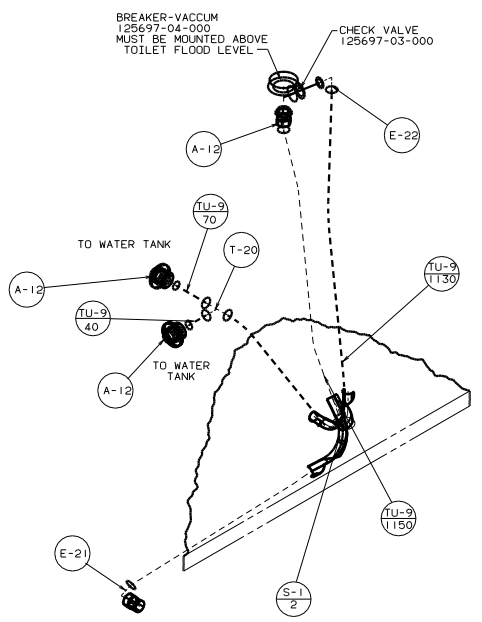 BREAKER-VACCUM
125697-04-000
MUST BE MOUNTED ABOVE
TOILET FLOOD LEVEL
CHECK VALVE
125697-03-000
A-12
E-22
TU-9
70
TO WATER TANK
T-20
TU-9
1130
A-12
TU-9
40
TO WATER
TANK
A-12
TU-9
1150
E-21
S-1
2